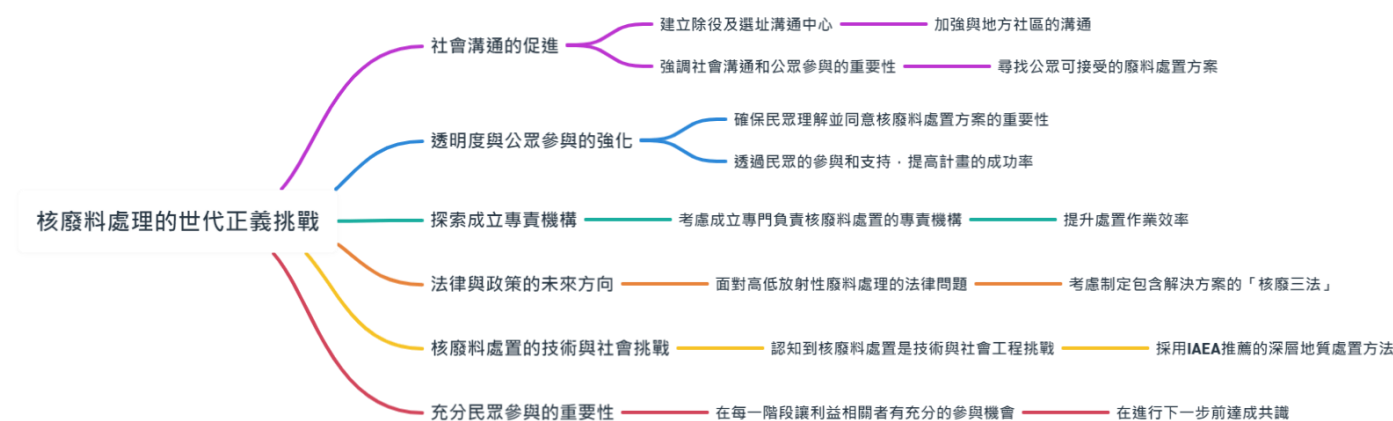 核廢料處理的世代正義挑戰
社會溝通的促進
建立除役及選址溝通中心
加強與地方社區的溝通
強調社會溝通和公眾參與的重要性
尋找公眾可接受的廢料處置方案
透明度與公眾參與的強化
確保民眾理解並同意核廢料處置方案的重要性
透過民眾的參與和支持，提高計畫的成功率
探索成立專責機構
考慮成立專門負責核廢料處置的專責機構
提升處置作業效率
法律與政策的未來方向
面對高低放射性廢料處理的法律問題
考慮制定包含解決方案的「核廢三法」
核廢料處置的技術與社會挑戰
認知到核廢料處置是技術與社會工程挑戰
採用IAEA推薦的深層地質處置方法
充分民眾參與的重要性
在每一階段讓利益相關者有充分的參與機會
在進行下一步前達成共識